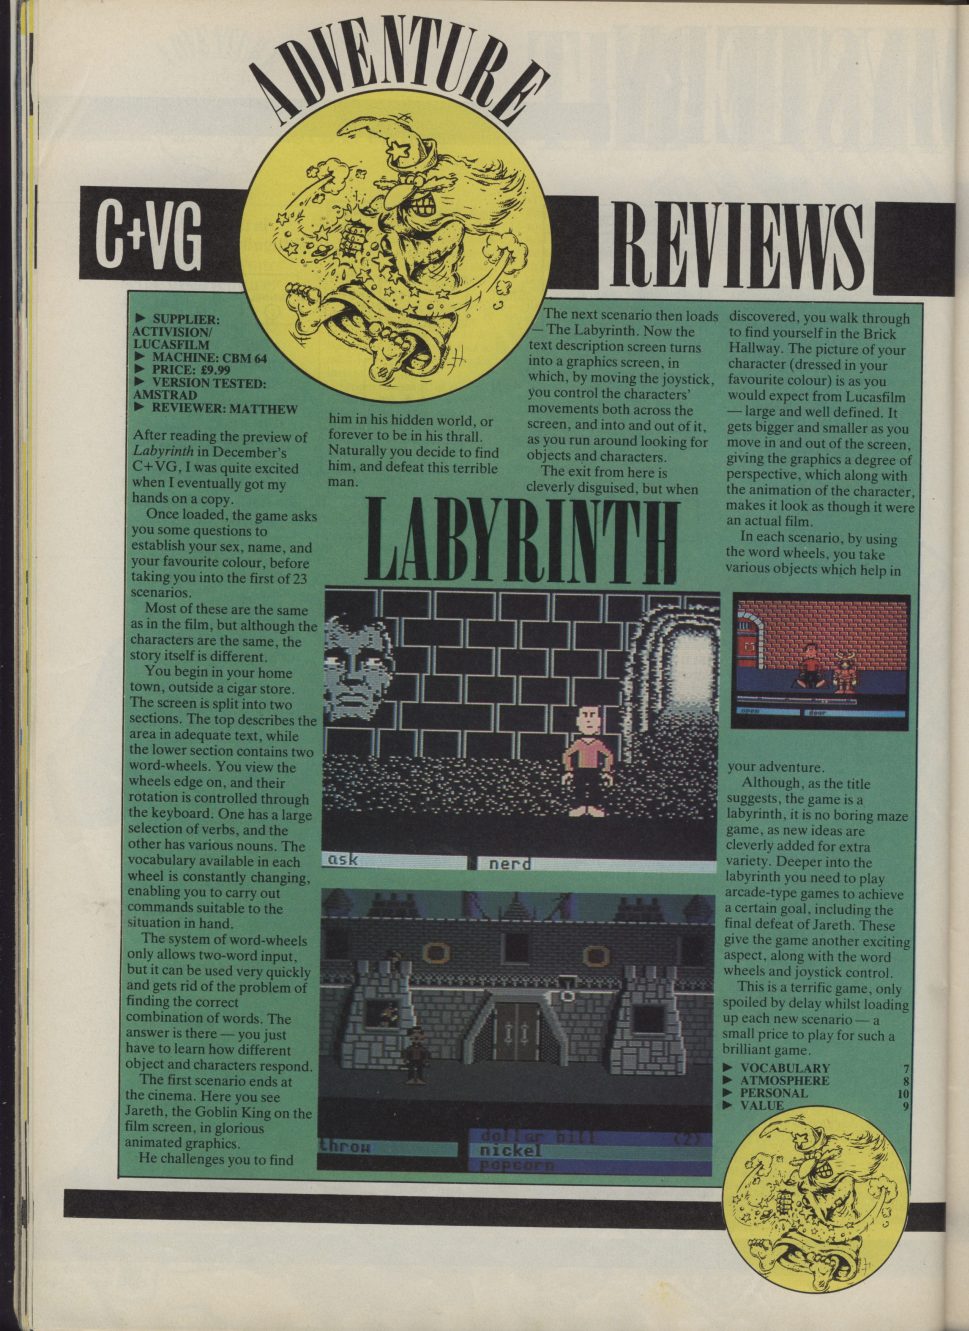 ADVENTURE
C+VG
REVIEWS
► SUPPLIER:
ACTIVISION/
LUCASFILM
► MACHINE: CBM 64
► PRICE: £9.99
► VERSION TESTED:
AMSTRAD
► REVIEWER: MATTHEW
After reading the preview of
Labyrinth in December's
C+VG, I was quite excited
when I eventually got my
hands on a copy.
Once loaded, the game asks
you some questions to
establish your sex, name, and
your favourite colour, before
taking you into the first of 23
scenarios.
Most of these are the same
as in the film, but although the
characters are the same, the
story itself is different.
You begin in your home
town, outside a cigar store.
The screen is split into two
sections. The top describes the
area in adequate text, while
the lower section contains two
word-wheels. You view the
wheels edge on, and their
rotation is controlled through
the keyboard. One has a large
selection of verbs, and the
other has various nouns. The
vocabulary available in each
wheel is constantly changing,
enabling you to carry out
commands suitable to the
situation in hand.
The system of word-wheels
only allows two-word input,
but it can be used very quickly
and gets rid of the problem of
finding the correct
combination of words. The
answer is there — you just
have to learn how different
object and characters respond.
The first scenario ends at
the cinema. Here you see
Jareth, the Goblin King on the
film screen, in glorious
animated graphics.
He challenges you to find
him in his hidden world, or
forever to be in his thrall.
Naturally you decide to find
him, and defeat this terrible
man.
The next scenario then loads
— The Labyrinth. Now the
text description screen turns
into a graphics screen, in
which, by moving the joystick,
you control the characters'
movements both across the
screen, and into and out of it,
as you run around looking for
objects and characters.
The exit from here is
cleverly disguised, but when
discovered, you walk through
to find yourself in the Brick
Hallway. The picture of your
character (dressed in your
favourite colour) is as you
would expect from Lucasfilm
— large and well defined. It
gets bigger and smaller as you
move in and out of the screen,
giving the graphics a degree of
perspective, which along with
the animation of the character,
makes it look as though it were
an actual film.
In each scenario, by using
the word wheels, you take
various objects which help in
LABYRINTH
ask nerd
open door
throw
dollar bill (2)
nickel
popcorn
your adventure.
Although, as the title
suggests, the game is a
labyrinth, it is no boring maze
game, as new ideas are
cleverly added for extra
variety. Deeper into the
labyrinth you need to play
arcade-type games to achieve
a certain goal, including the
final defeat of Jareth. These
give the game another exciting
aspect, along with the word
wheels and joystick control.
This is a terrific game, only
spoiled by delay whilst loading
up each new scenario — a
small price to play for such a
brilliant game.
► VOCABULARY 7
► ATMOSPHERE 8
► PERSONAL 10
► VALUE 9